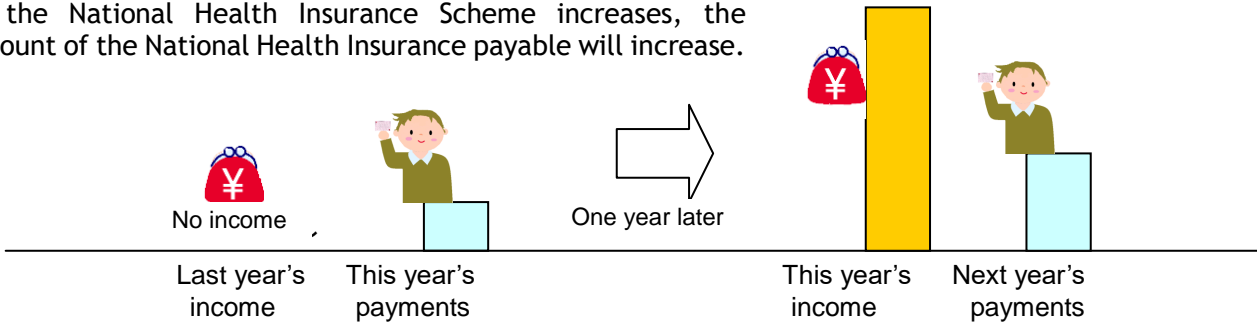 the National Health Insurance Scheme increases, the
ount of the National Health Insurance payable will increase.
¥
¥
No income
One year later
Last year's
income
This year's
payments
This year's
income
Next year's
payments